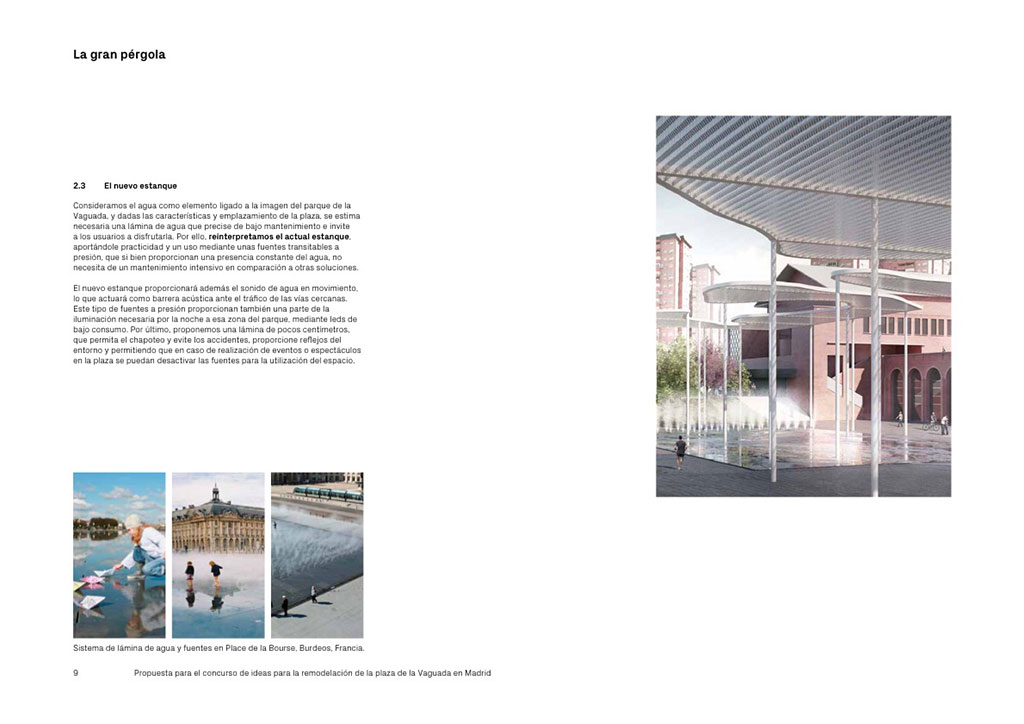 La gran pérgola
2.3 El nuevo estanque
Consideramos el agua como elemento ligado a la imagen del parque de la
Vaguada, y dadas las características y emplazamiento de la plaza, se estima
necesaria una lámina de agua que precise de bajo mantenimiento e invite
a los usuarios a disfrutarla. Por ello, reinterpretamos el actual estanque,
aportándole practicidad y un uso mediante unas fuentes transitables a
presión, que si bien proporcionan una presencia constante del agua, no
necesita de un mantenimiento intensivo en comparación a otras soluciones.
El nuevo estanque proporcionará además el sonido de agua en movimiento,
lo que actuará como barrera acústica ante el tráfico de las vías cercanas.
Este tipo de fuentes a presión proporcionan también una parte de la
iluminación necesaria por la noche a esa zona del parque, mediante leds de
bajo consumo. Por último, proponemos una lámina de pocos centímetros,
que permita el chapoteo y evite los accidentes, proporcione reflejos del
entorno y permitiendo que en caso de realización de eventos o espectáculos
en la plaza se puedan desactivar las fuentes para la utilización del espacio.
Sistema de lámina de agua y fuentes en Place de la Bourse, Burdeos, Francia.
9 Propuesta para el concurso de ideas para la remodelación de la plaza de la Vaguada en Madrid